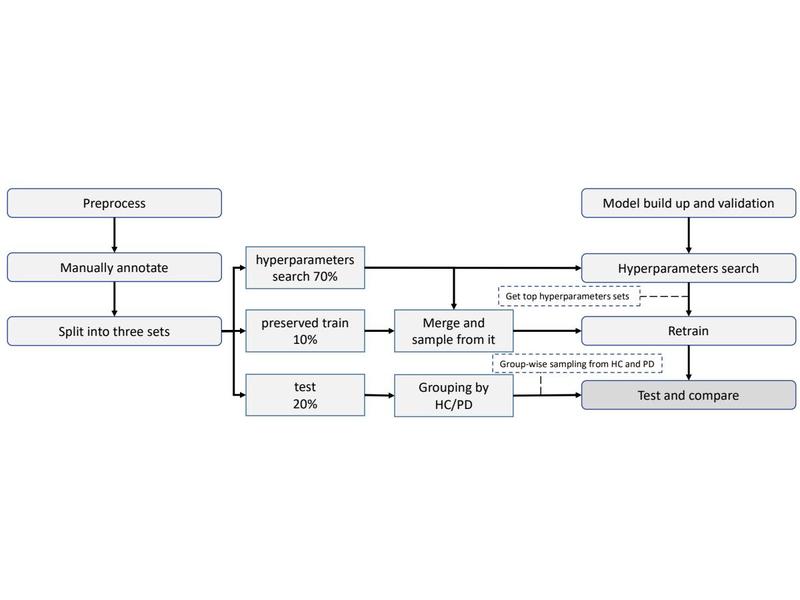 Preprocess
Model build up and validation
Manually annotate
hyperparameters
search 70%
Hyperparameters search
Get top hyperparameters sets
Split into three sets
preserved train
10%
Merge and
sample from it
Retrain
Group-wise sampling from HC and PD
test
20%
Grouping by
HC/PD
Test and compare